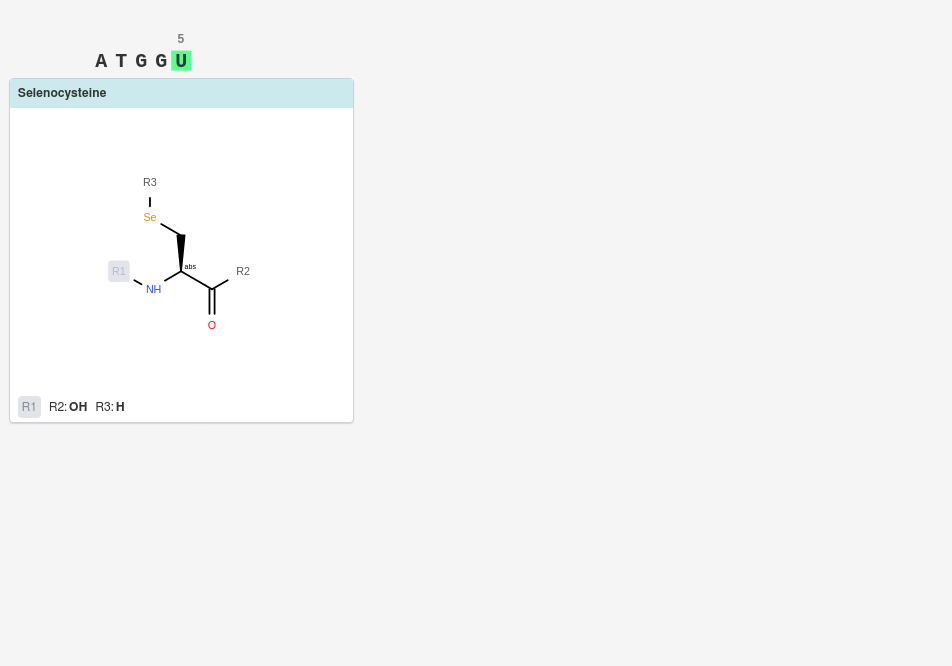 5
A T G G U
Selenocysteine
R3
Se
abs
R1 R2
NH
O
R1 R2: OH R3: H